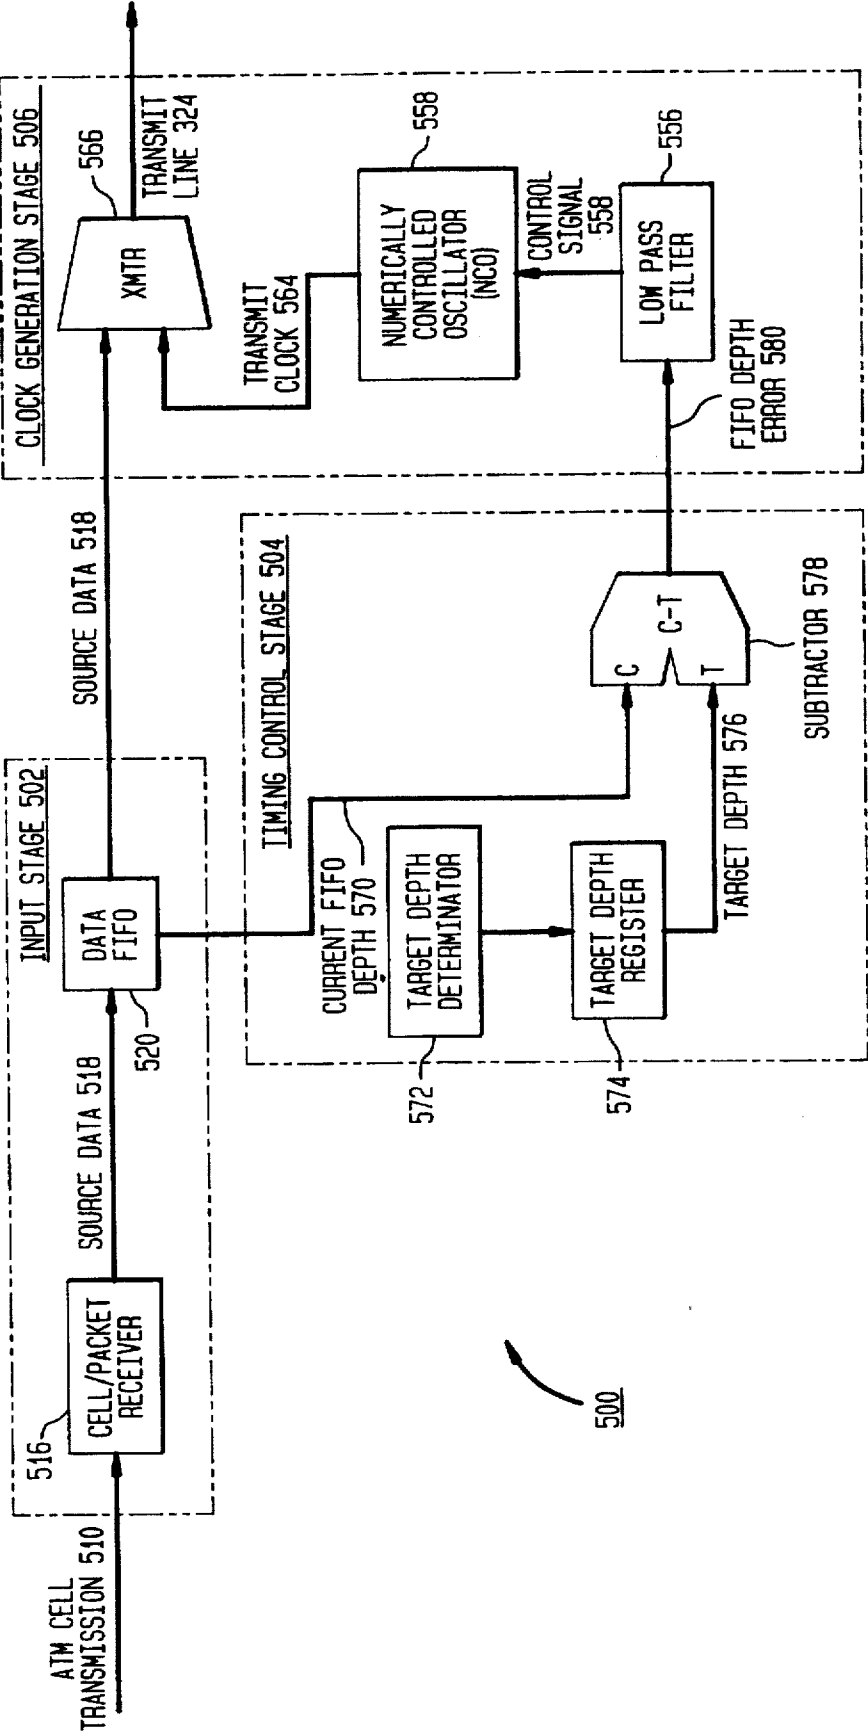 ATM CELL
TRANSMISSION 510
INPUT STAGE 502
516
CELL/PACKET
RECEIVER
SOURCE DATA 518
520
DATA
FIFO
SOURCE DATA 518
TIMING CONTROL STAGE 504
CURRENT FIFO
DEPTH 570
572
TARGET DEPTH
DETERMINATOR
574
TARGET DEPTH
REGISTER
TARGET DEPTH 576
C
T
C-T
SUBTRACTOR 578
CLOCK GENERATION STAGE 506
566
XMTR
TRANSMIT
LINE 324
TRANSMIT
CLOCK 564
558
NUMERICALLY
CONTROLLED
OSCILLATOR
(NCO)
CONTROL
SIGNAL
558
556
LOW PASS
FILTER
FIFO DEPTH
ERROR 580
500